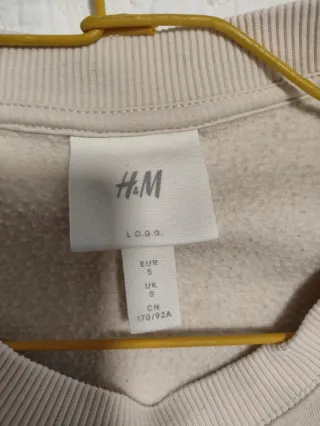 H&M
L.O.G.G.
EUR
S
UK
S
CN
170/92A